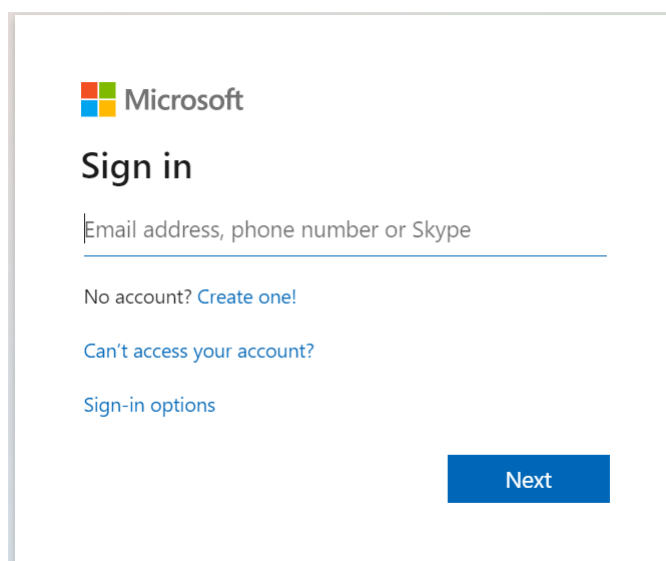 Microsoft
Sign in
Email address, phone number or Skype
No account? Create one!
Can't access your account?
Sign-in options
Next